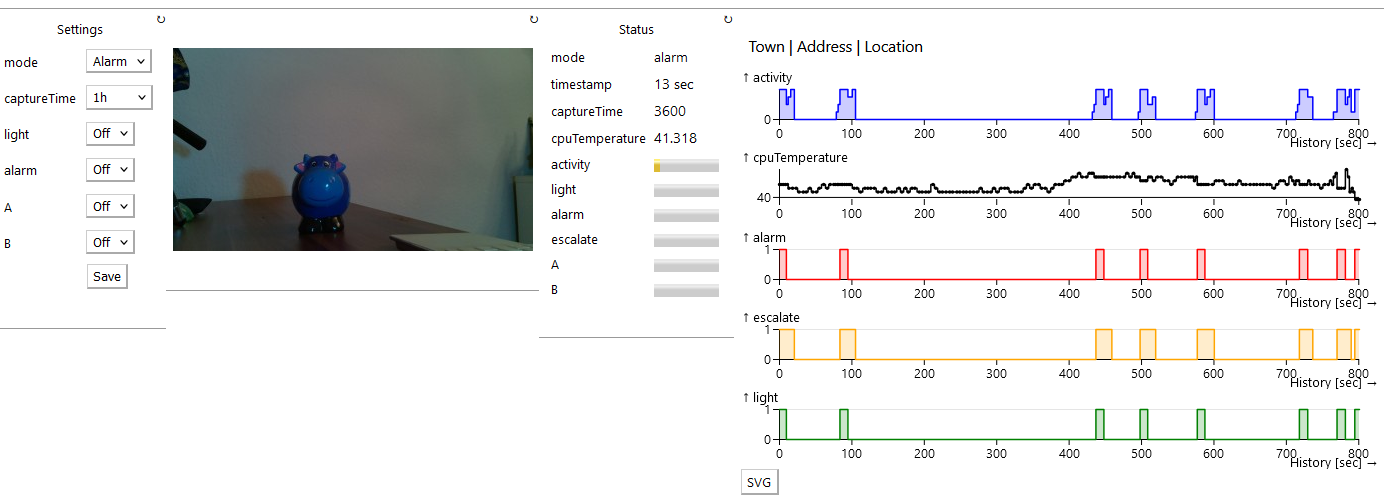 Settings
↻
mode Alarm
captureTime 1h
light Off
alarm Off
A Off
B Off
Save
↻
Status
↻
mode alarm
timestamp 13 sec
captureTime 3600
cpuTemperature 41.318
activity
light
alarm
escalate
A
B
Town | Address | Location
↑ activity
0
0 100 200 300 400 500 600 700 800
History [sec] →
↑ cpuTemperature
40
0 100 200 300 400 500 600 700 800
History [sec] →
↑ alarm
1
0
0 100 200 300 400 500 600 700 800
History [sec] →
↑ escalate
1
0
0 100 200 300 400 500 600 700 800
History [sec] →
↑ light
1
0
0 100 200 300 400 500 600 700 800
History [sec] →
SVG